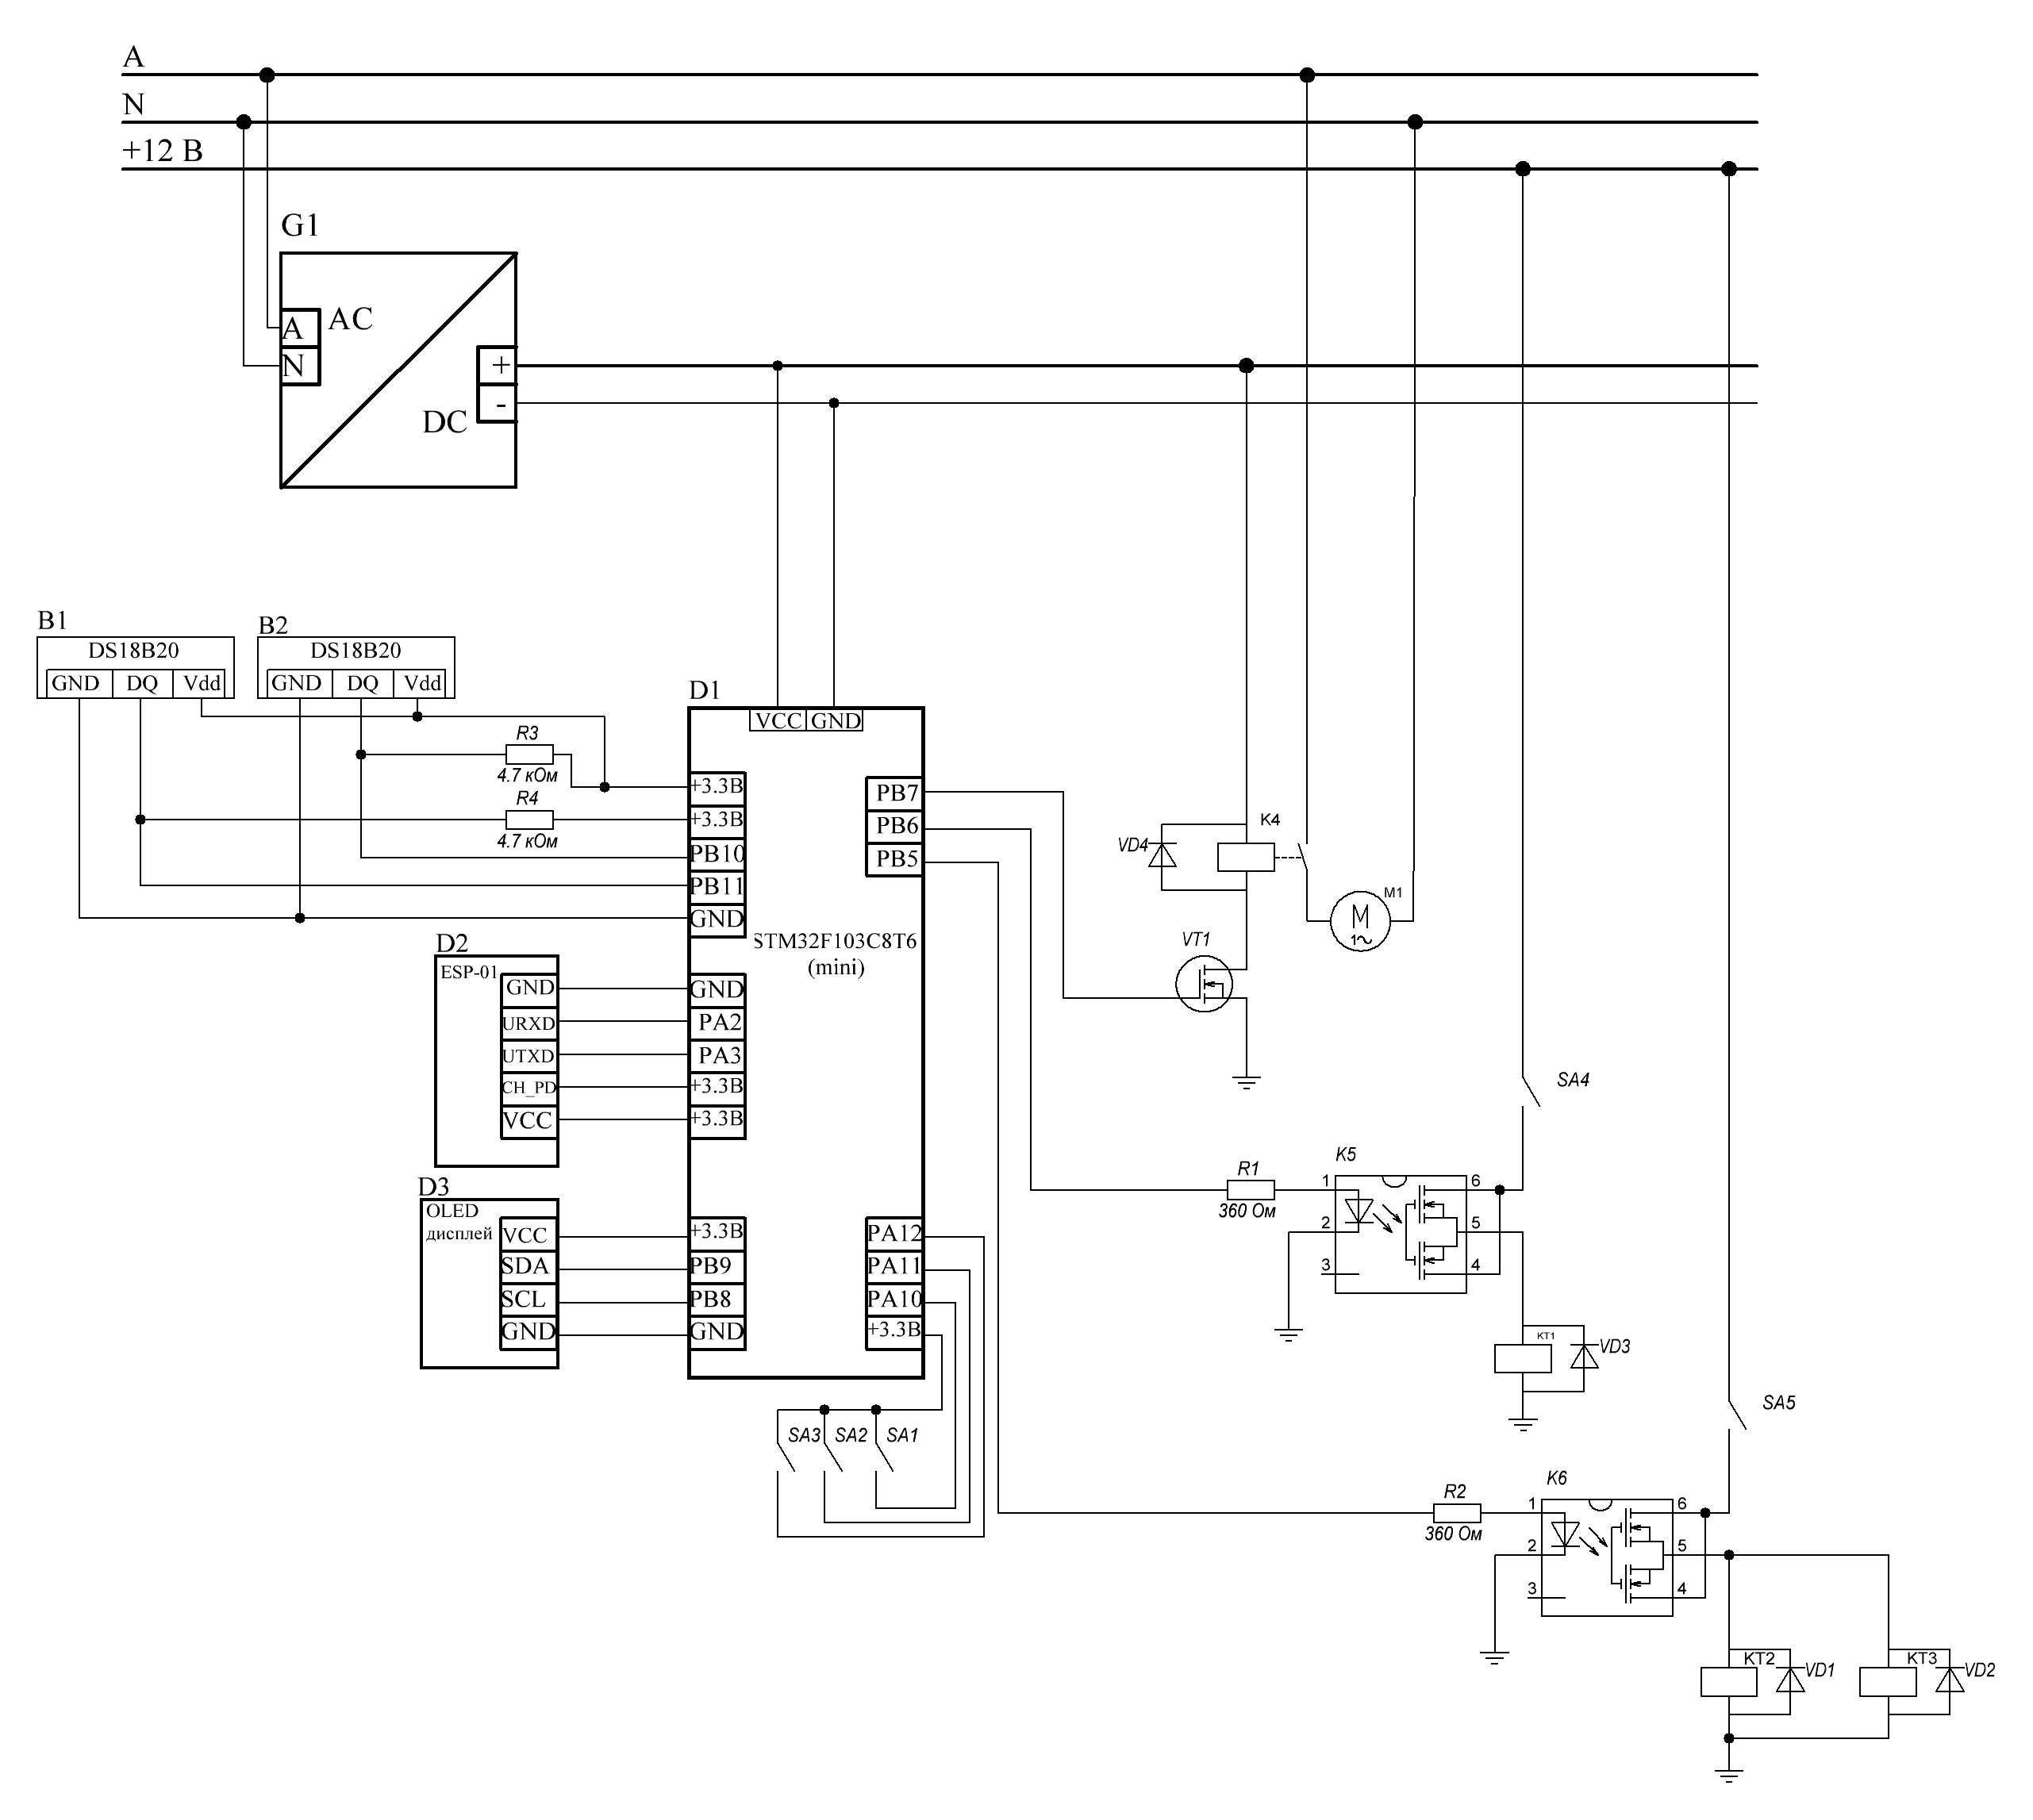 A
N
+12 В
G1
A
AC
N
+
-
DC
B1
DS18B20
GND DQ Vdd
B2
DS18B20
GND DQ Vdd
R3
4.7 кОм
R4
4.7 кОм
D1
VCC GND
+3.3В
+3.3В
PB10
PB11
GND
PB7
PB6
PB5
STM32F103C8T6
(mini)
D2
ESP-01
GND
URXD
UTXD
CH_PD
VCC
GND
PA2
PA3
+3.3В
+3.3В
D3
OLED
дисплей
VCC
SDA
SCL
GND
+3.3В
PB9
PB8
GND
PA12
PA11
PA10
+3.3В
SA3 SA2 SA1
VD4
K4
M1
M
1~
VT1
SA4
R1
360 Ом
K5
1
2
3
6
5
4
KT1
VD3
SA5
R2
360 Ом
K6
1
2
3
6
5
4
KT2
VD1
KT3
VD2